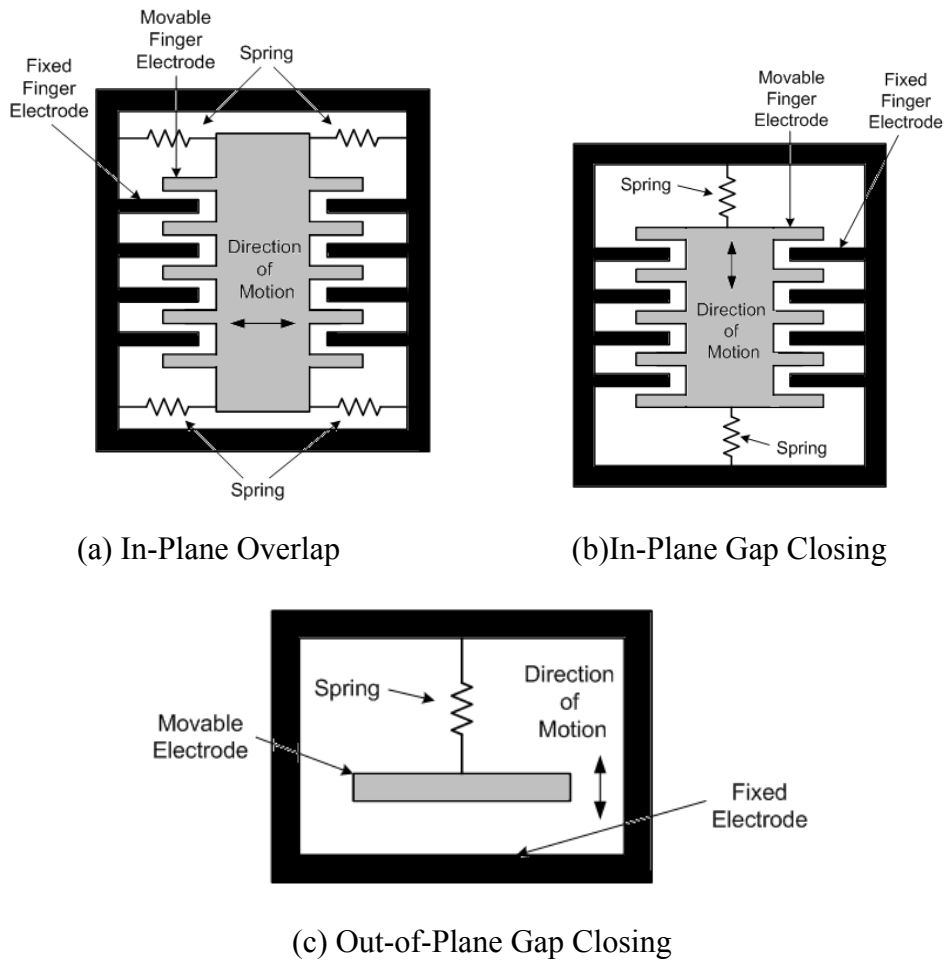 Movable
Finger
Electrode
Spring
Fixed
Finger
Electrode
Direction
of
Motion
Spring
Movable
Finger
Electrode
Fixed
Finger
Electrode
Spring
Direction
of
Motion
Spring
(a) In-Plane Overlap
(b)In-Plane Gap Closing
Spring
Direction
of
Motion
Movable
Electrode
Fixed
Electrode
(c) Out-of-Plane Gap Closing